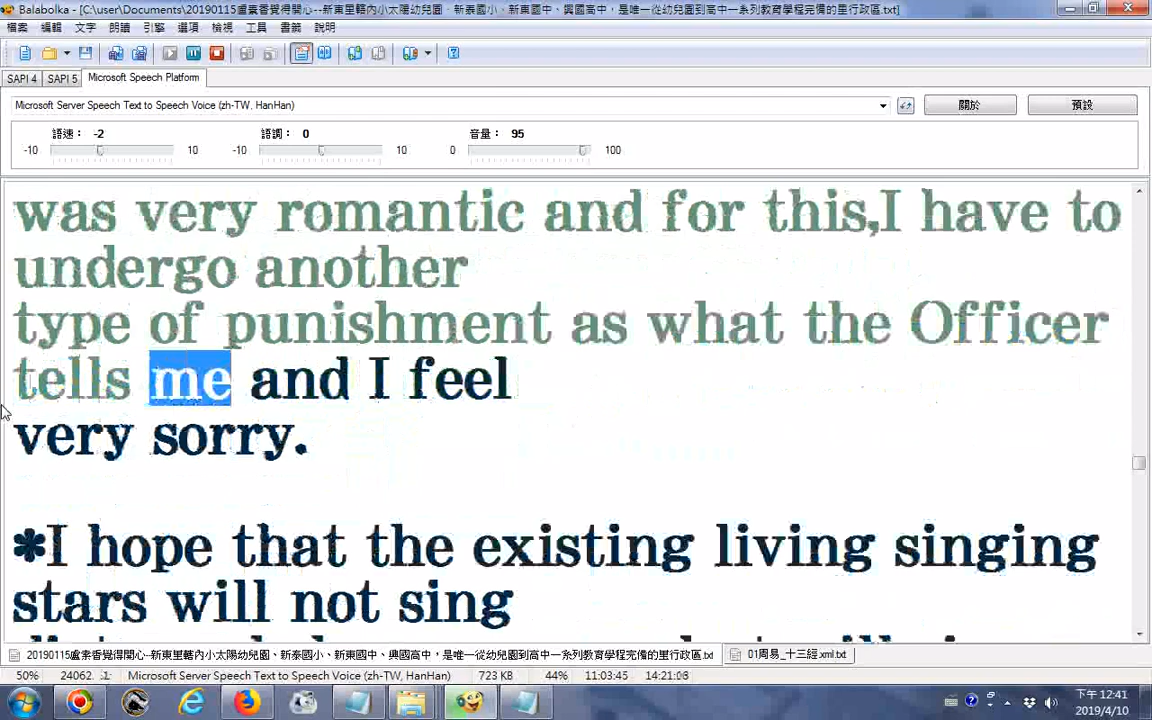 Balabolka - [C:\user\Documents\20190115盧素香覺得開心--新東里轄內小太陽幼兒園﹑新泰國小、新東國中、興國高中，是唯一從幼兒園到高中一系列教育學程完備的里行政區.txt]
檔案 編輯 文字 朗讀 引擎 選項 檢視 工具 書籤 說明
SAPI 4 SAPI 5 Microsoft Speech Platform
Microsoft Server Speech Text to Speech Voice (zh-TW, HanHan) 關於 預設
語速： -2 語調： 0 音量： 95
-10 10 -10 10 0 100
was very romantic and for this,I have to
undergo another
type of punishment as what the Officer
tells me and I feel
very sorry.
*I hope that the existing living singing
stars will not sing
20190115盧素香覺得開心--新東里轄內小太陽幼兒園、新泰國小、新東國中、興國高中，是唯一從幼兒園到高中一系列教育學程完備的里行政區.txt 01周易_十三經.xml.txt
50% 24062. Microsoft Server Speech Text to Speech Voice (zh-TW, HanHan) 723 KB 44% 11:03:45 14:21:08
下午 12:41
2019/4/10